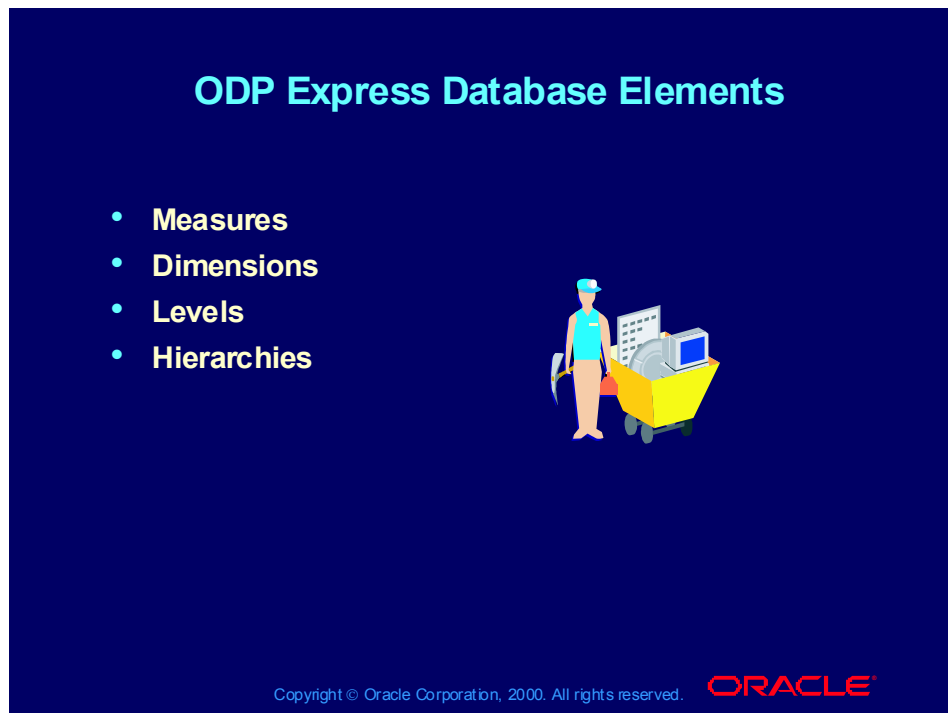 ODP Express Database Elements
• Measures
• Dimensions
• Levels
• Hierarchies
Copyright © Oracle Corporation, 2000. All rights reserved.
ORACLE®